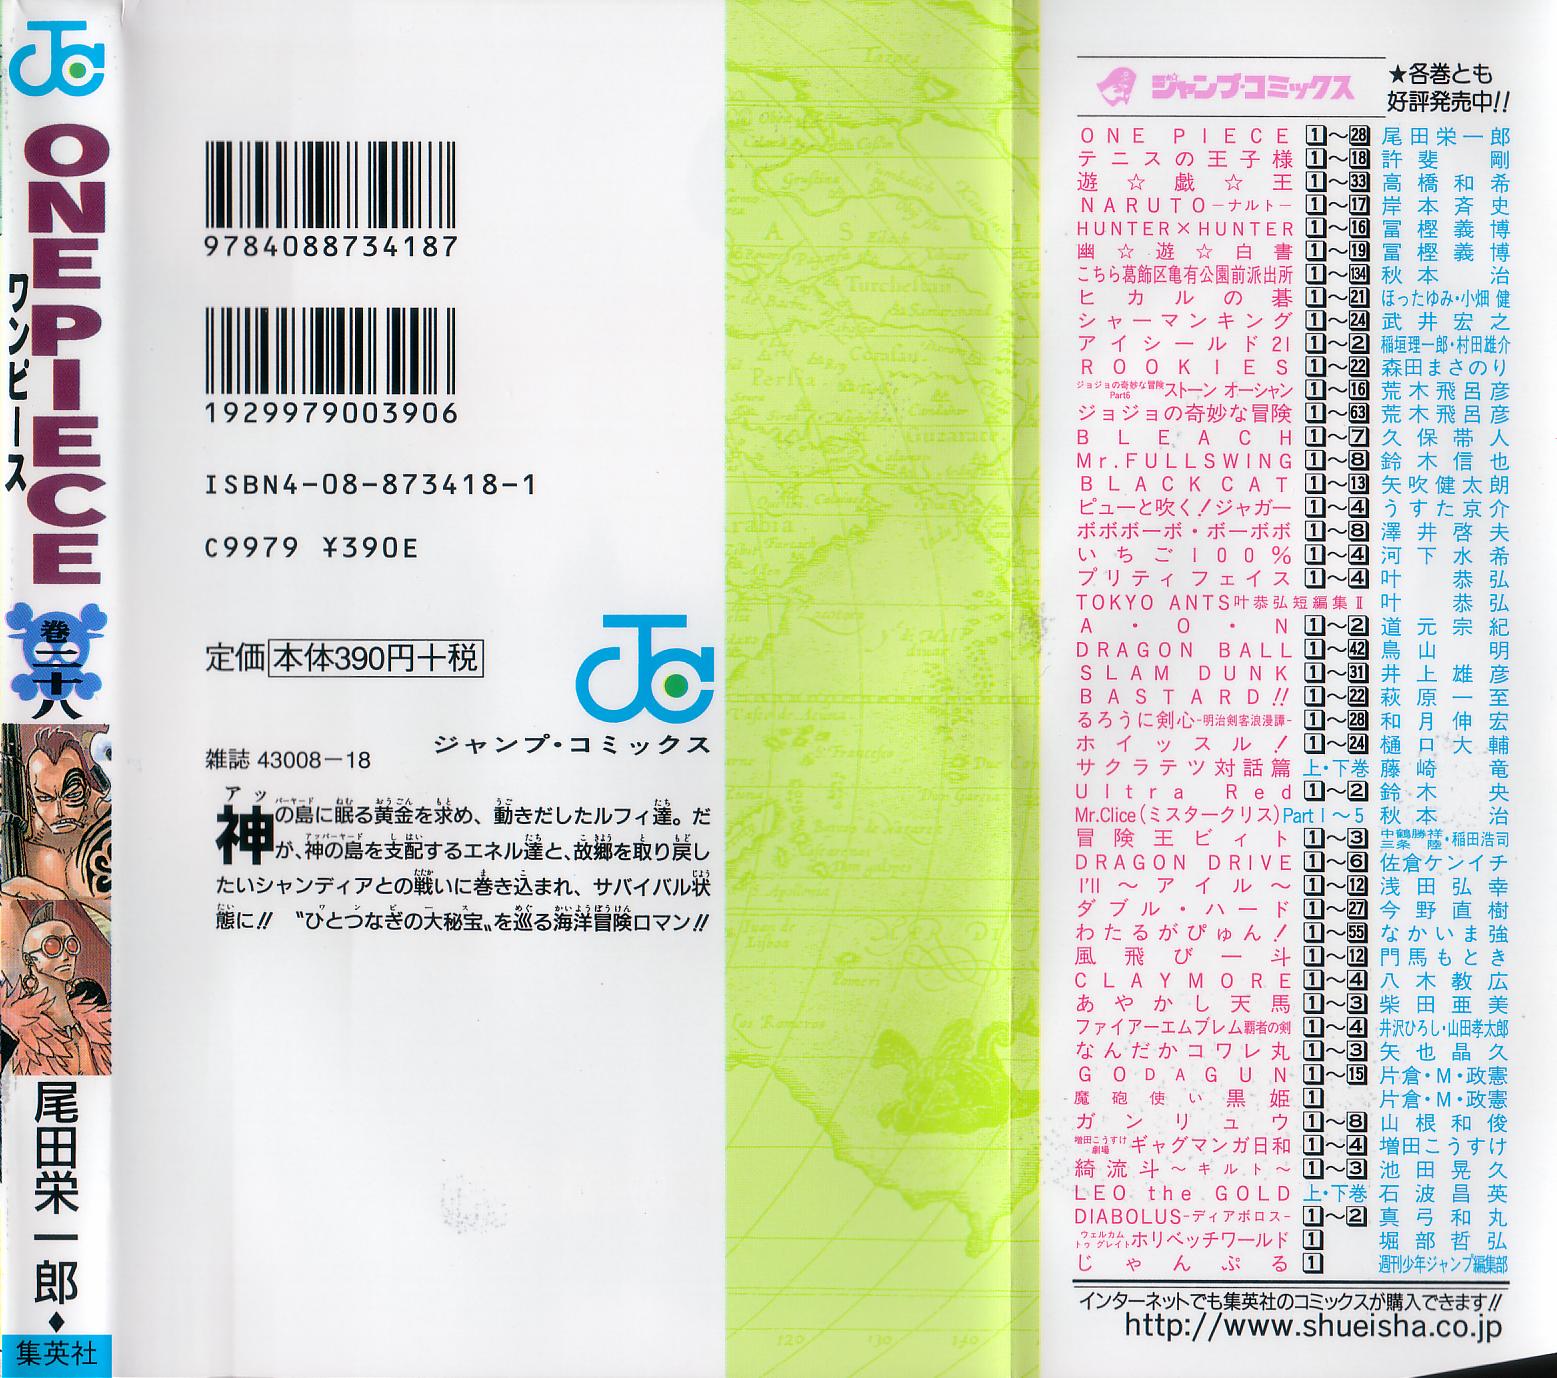 ONE PIECE
ワンピース
巻二十八
尾田栄一郎
集英社
9784088734187
1929979003906
ISBN4-08-873418-1
C9979 ¥390E
定価 本体390円+税
ジャンプ・コミックス
雑誌 43008-18
神の島に眠る黄金を求め、動きだしたルフィ達。だ
が、神の島を支配するエネル達と、故郷を取り戻し
たいシャンディアとの戦いに巻き込まれ、サバイバル状
態に!! “ひとつなぎの大秘宝”を巡る海洋冒険ロマン!!
ジャンプ・コミックス
★各巻とも
好評発売中!!
ONE PIECE 1〜28 尾田栄一郎
テニスの王子様 1〜18 許斐 剛
遊☆戯☆王 1〜33 高橋和希
NARUTO−ナルト− 1〜17 岸本斉史
HUNTER×HUNTER 1〜16 冨樫義博
幽☆遊☆白書 1〜19 冨樫義博
こちら葛飾区亀有公園前派出所 1〜134 秋本 治
ヒカルの碁 1〜21 ほったゆみ・小畑 健
シャーマンキング 1〜24 武井宏之
アイシールド21 1〜2 稲垣理一郎・村田雄介
ROOKIES 1〜22 森田まさのり
ジョジョの奇妙な冒険 Part6 ストーン オーシャン 1〜16 荒木飛呂彦
ジョジョの奇妙な冒険 1〜63 荒木飛呂彦
BLEACH 1〜7 久保帯人
Mr.FULLSWING 1〜8 鈴木信也
BLACK CAT 1〜13 矢吹健太朗
ピューと吹く!ジャガー 1〜4 うすた京介
ボボボーボ・ボーボボ 1〜8 澤井啓夫
いちご100% 1〜4 河下水希
プリティフェイス 1〜4 叶 恭弘
TOKYO ANTS叶恭弘短編集Ⅱ 叶 恭弘
A・O・N 1〜2 道元宗紀
DRAGON BALL 1〜42 鳥山 明
SLAM DUNK 1〜31 井上雄彦
BASTARD!! 1〜22 萩原一至
るろうに剣心-明治剣客浪漫譚- 1〜28 和月伸宏
ホイッスル! 1〜24 樋口大輔
サクラテツ対話篇 上・下巻 藤崎 竜
Ultra Red 1〜2 鈴木 央
Mr.Clice(ミスタークリス)Part 1〜5 秋本 治
冒険王ビィト 1〜3 三条 陸・稲田浩司
DRAGON DRIVE 1〜6 佐倉ケンイチ
I'll〜アイル〜 1〜12 浅田弘幸
ダブル・ハード 1〜27 今野直樹
わたるがぴゅん! 1〜55 なかいま強
風飛び一斗 1〜12 門馬もとき
CLAYMORE 1〜4 八木教広
あやかし天馬 1〜3 柴田亜美
ファイアーエムブレム覇者の剣 1〜4 井沢ひろし・山田孝太郎
なんだかコワレ丸 1〜3 矢也晶久
GODAGUN 1〜15 片倉・M・政憲
魔砲使い黒姫 1 片倉・M・政憲
ガンリュウ 1〜8 山根和俊
増田こうすけ劇場 ギャグマンガ日和 1〜4 増田こうすけ
綺流斗〜キルト〜 1〜3 池田晃久
LEO the GOLD 上・下巻 石波昌英
DIABOLUS-ディアボロス- 1〜2 真弓和丸
ウェルカムトゥ グレイト ホリベッチワールド 1 堀部哲弘
じゃんぷる 1 週刊少年ジャンプ編集部
インターネットでも集英社のコミックスが購入できます!!
http://www.shueisha.co.jp